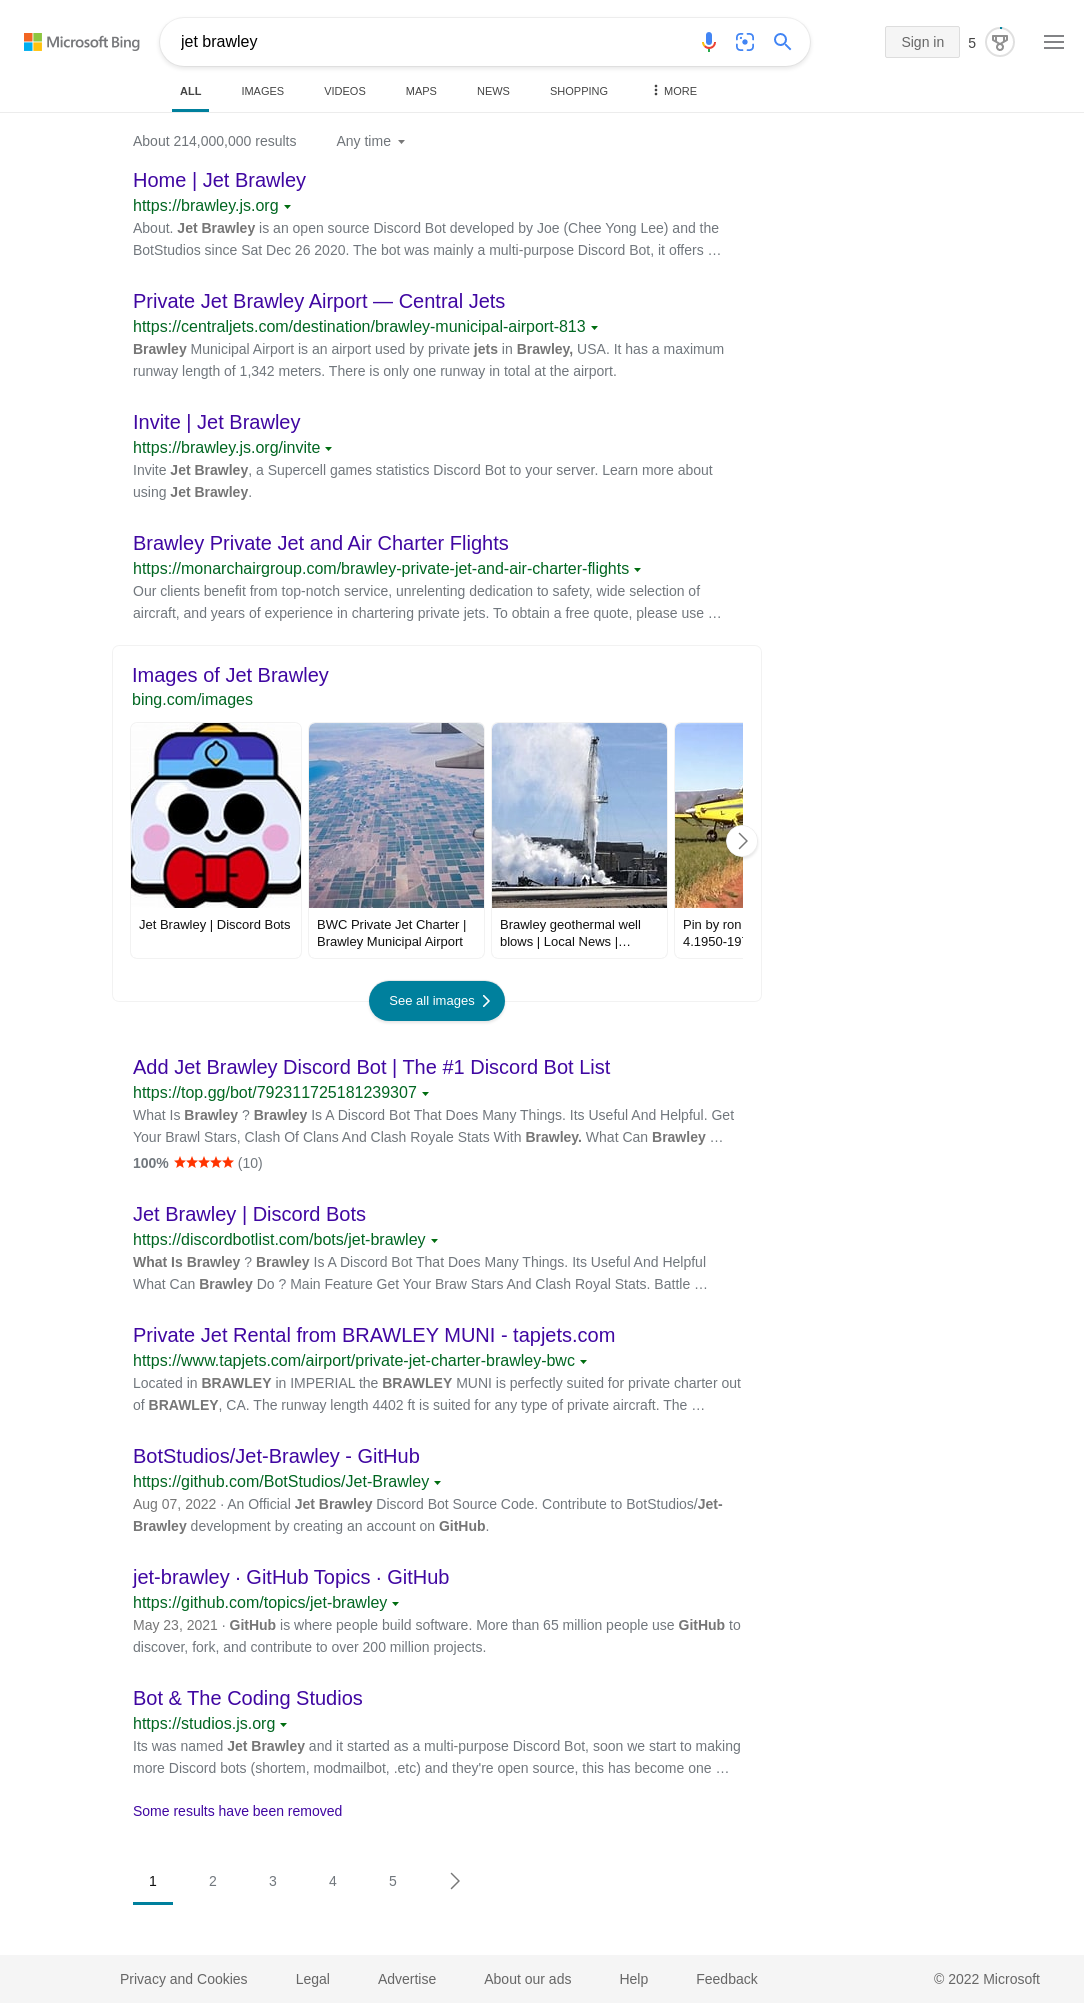 Microsoft Bing
jet brawley
Sign in
5
ALL
IMAGES
VIDEOS
MAPS
NEWS
SHOPPING
MORE
About 214,000,000 results
Any time
Home | Jet Brawley
https://brawley.js.org
About. Jet Brawley is an open source Discord Bot developed by Joe (Chee Yong Lee) and the
BotStudios since Sat Dec 26 2020. The bot was mainly a multi-purpose Discord Bot, it offers …
Private Jet Brawley Airport — Central Jets
https://centraljets.com/destination/brawley-municipal-airport-813
Brawley Municipal Airport is an airport used by private jets in Brawley, USA. It has a maximum
runway length of 1,342 meters. There is only one runway in total at the airport.
Invite | Jet Brawley
https://brawley.js.org/invite
Invite Jet Brawley, a Supercell games statistics Discord Bot to your server. Learn more about
using Jet Brawley.
Brawley Private Jet and Air Charter Flights
https://monarchairgroup.com/brawley-private-jet-and-air-charter-flights
Our clients benefit from top-notch service, unrelenting dedication to safety, wide selection of
aircraft, and years of experience in chartering private jets. To obtain a free quote, please use …
Images of Jet Brawley
bing.com/images
Jet Brawley | Discord Bots
BWC Private Jet Charter |
Brawley Municipal Airport
Brawley geothermal well
blows | Local News |…
Pin by ron
4.1950-197
See all images
Add Jet Brawley Discord Bot | The #1 Discord Bot List
https://top.gg/bot/792311725181239307
What Is Brawley ? Brawley Is A Discord Bot That Does Many Things. Its Useful And Helpful. Get
Your Brawl Stars, Clash Of Clans And Clash Royale Stats With Brawley. What Can Brawley …
100% ★★★★★ (10)
Jet Brawley | Discord Bots
https://discordbotlist.com/bots/jet-brawley
What Is Brawley ? Brawley Is A Discord Bot That Does Many Things. Its Useful And Helpful
What Can Brawley Do ? Main Feature Get Your Braw Stars And Clash Royal Stats. Battle …
Private Jet Rental from BRAWLEY MUNI - tapjets.com
https://www.tapjets.com/airport/private-jet-charter-brawley-bwc
Located in BRAWLEY in IMPERIAL the BRAWLEY MUNI is perfectly suited for private charter out
of BRAWLEY, CA. The runway length 4402 ft is suited for any type of private aircraft. The …
BotStudios/Jet-Brawley - GitHub
https://github.com/BotStudios/Jet-Brawley
Aug 07, 2022 · An Official Jet Brawley Discord Bot Source Code. Contribute to BotStudios/Jet-
Brawley development by creating an account on GitHub.
jet-brawley · GitHub Topics · GitHub
https://github.com/topics/jet-brawley
May 23, 2021 · GitHub is where people build software. More than 65 million people use GitHub to
discover, fork, and contribute to over 200 million projects.
Bot & The Coding Studios
https://studios.js.org
Its was named Jet Brawley and it started as a multi-purpose Discord Bot, soon we start to making
more Discord bots (shortem, modmailbot, .etc) and they're open source, this has become one …
Some results have been removed
1
2
3
4
5
Privacy and Cookies
Legal
Advertise
About our ads
Help
Feedback
© 2022 Microsoft